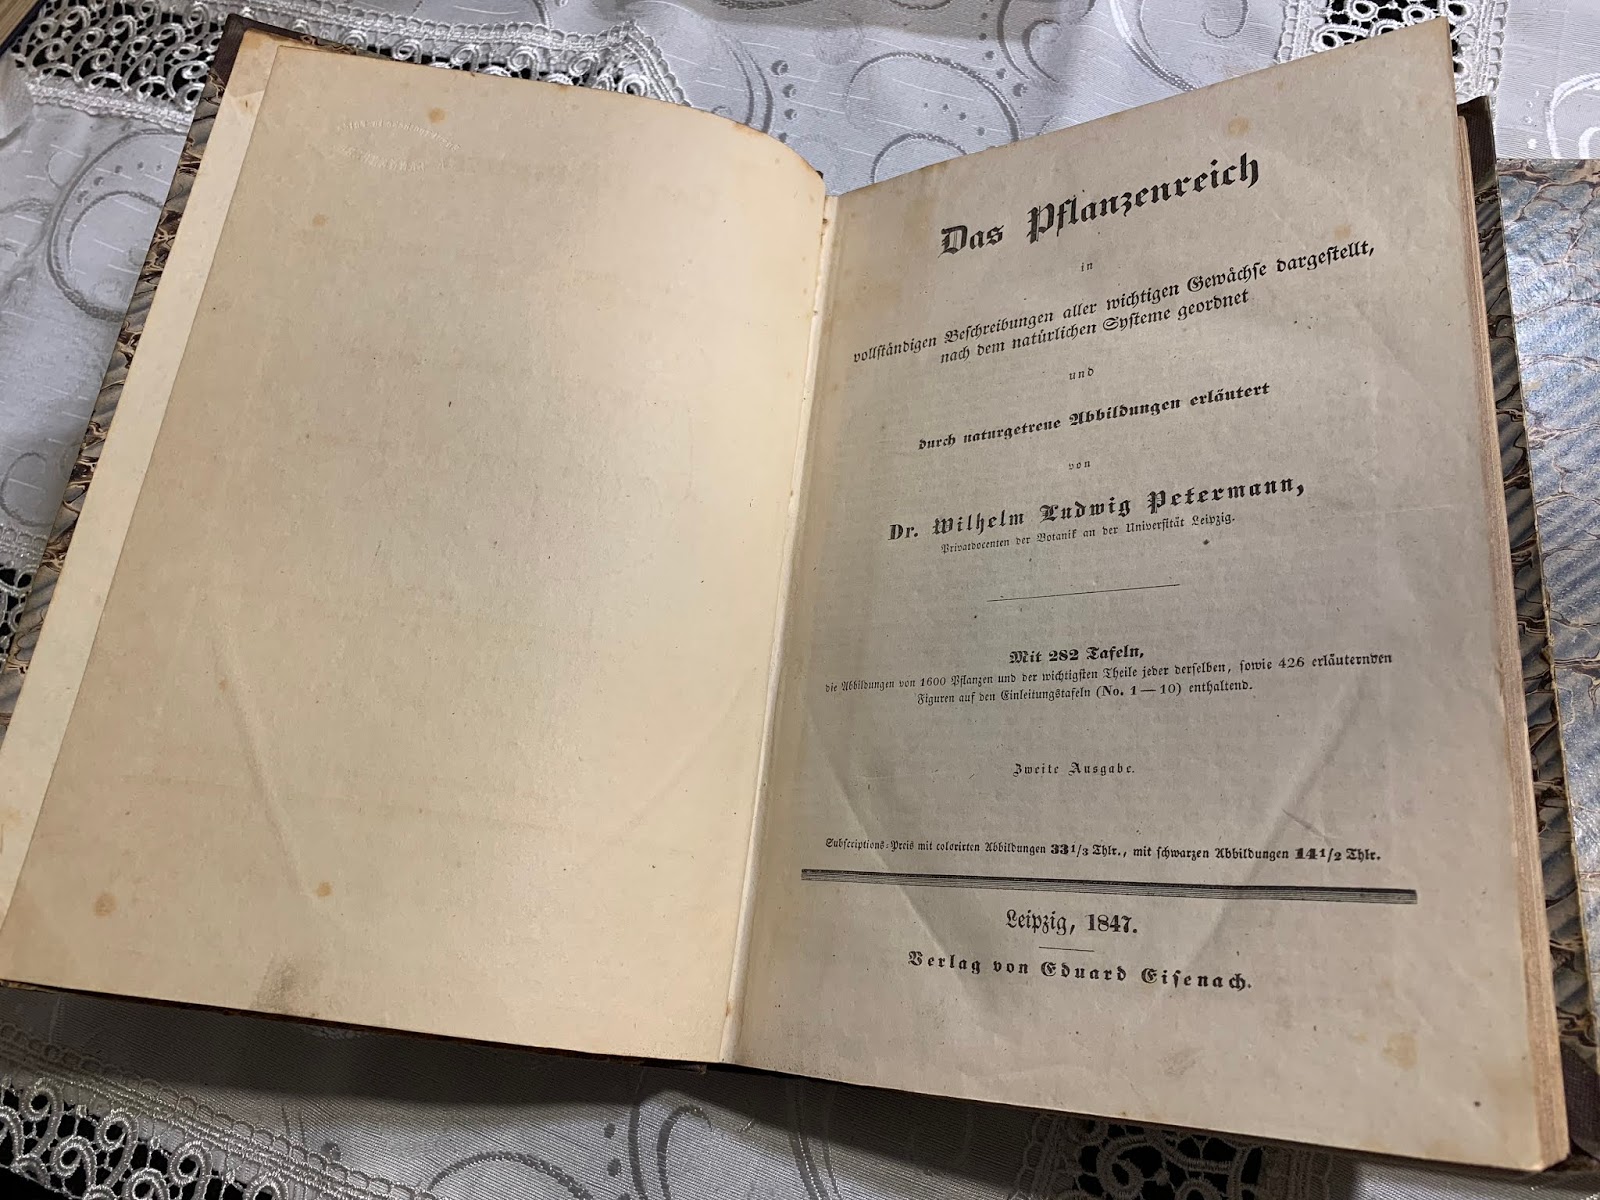 Das Pflanzenreich
in
vollständigen Beschreibungen aller wichtigen Gewächse dargestellt,
nach dem natürlichen Systeme geordnet
und
durch naturgetreue Abbildungen erläutert
von
Dr. Wilhelm Ludwig Petermann,
Privatdocenten der Botanik an der Universität Leipzig.
Mit 282 Tafeln,
die Abbildungen von 1600 Pflanzen und der wichtigsten Theile jeder derselben, sowie 426 erläuternden
Figuren auf den Einleitungstafeln (No. 1 — 10) enthaltend.
Zweite Ausgabe.
Subscriptions-Preis mit colorirten Abbildungen 33 1/3 Thlr., mit schwarzen Abbildungen 14 1/2 Thlr.
Leipzig, 1847.
Verlag von Eduard Eisenach.